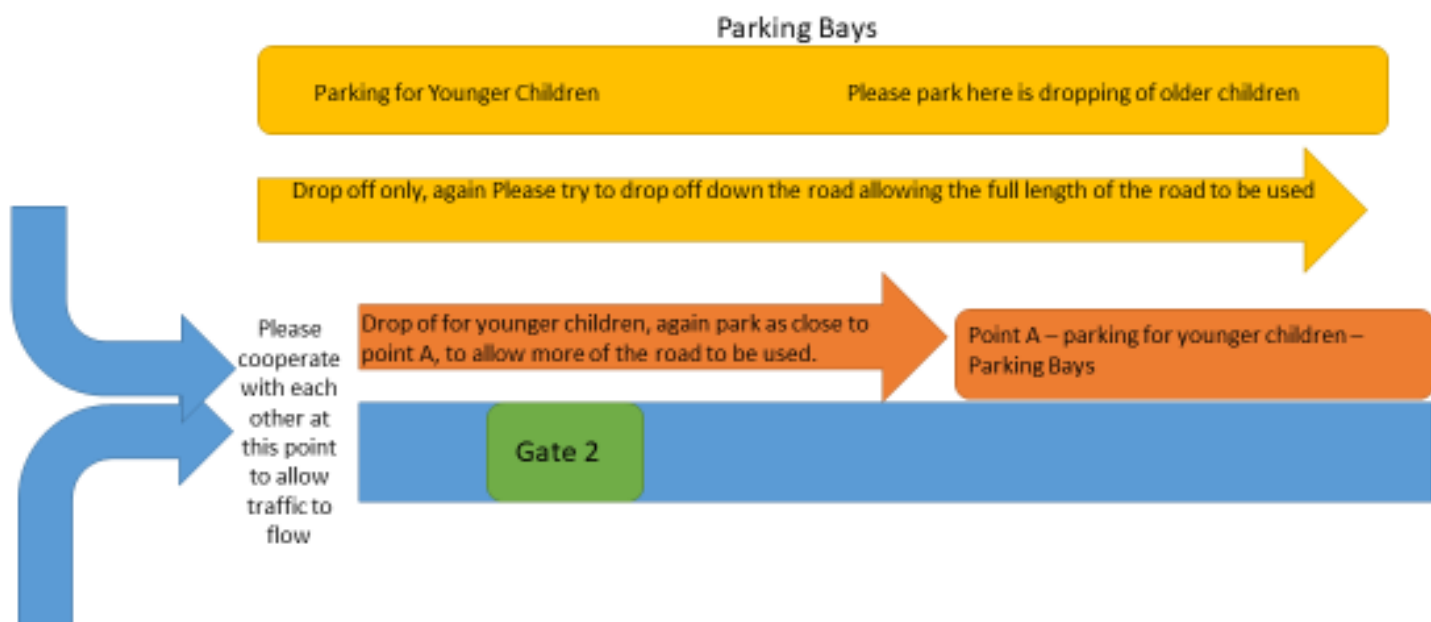 Parking Bays
Parking for Younger Children
Please park here is dropping of older children
Drop off only, again Please try to drop off down the road allowing the full length of the road to be used
Please
cooperate
with each
other at
this point
to allow
traffic to
flow
Drop of for younger children, again park as close to
point A, to allow more of the road to be used.
Point A – parking for younger children –
Parking Bays
Gate 2